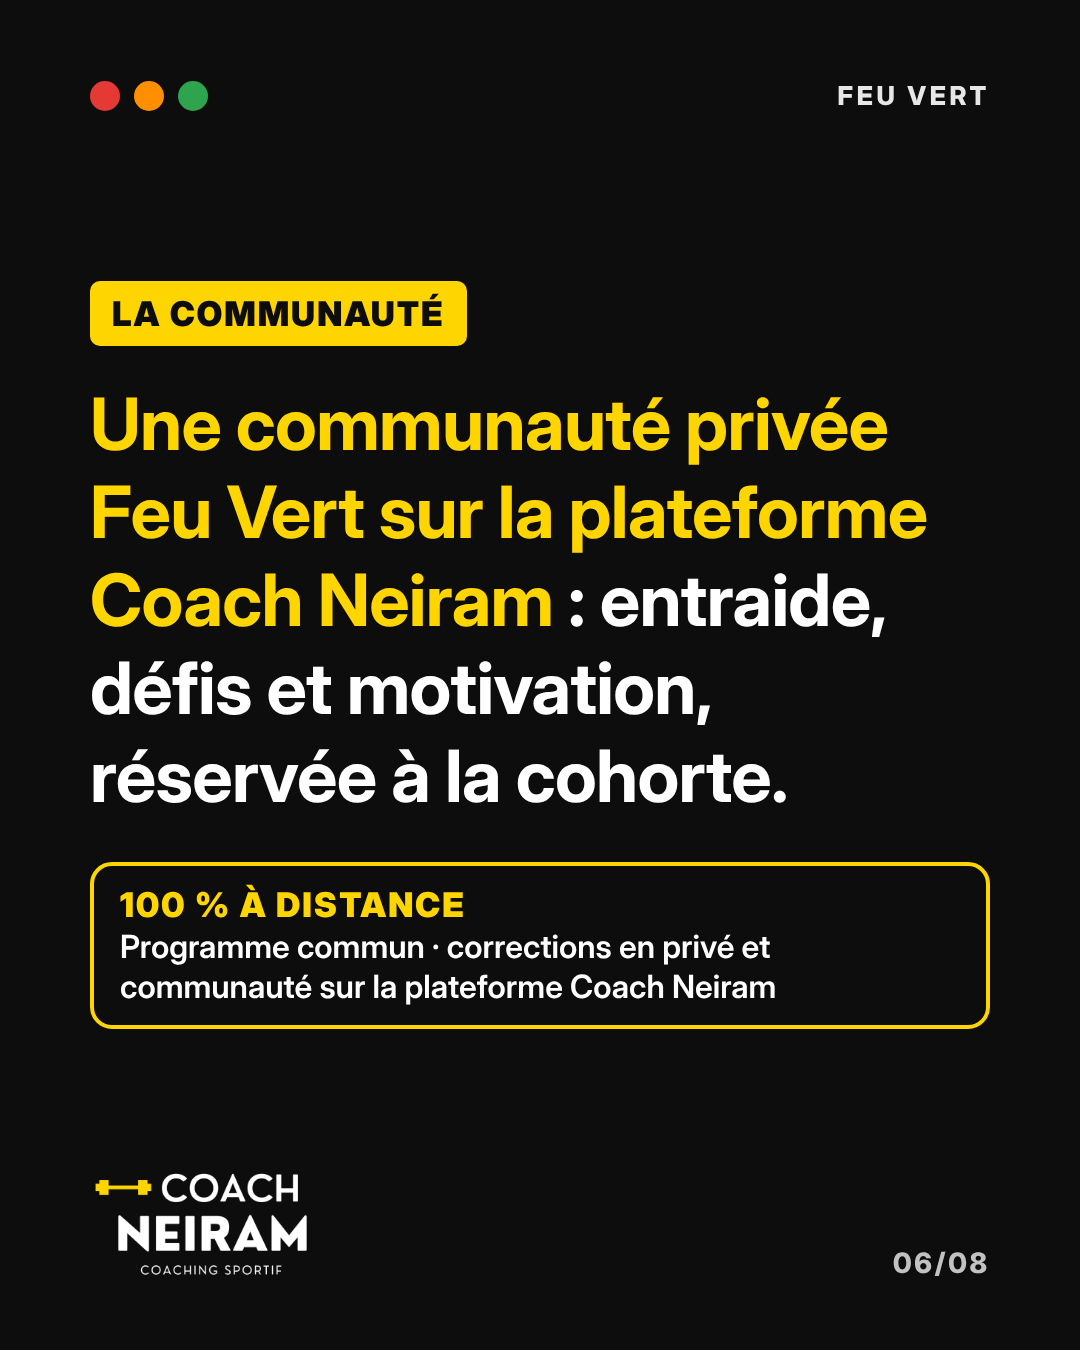 FEU VERT
LA COMMUNAUTÉ
Une communauté privée
Feu Vert sur la plateforme
Coach Neiram : entraide,
défis et motivation,
réservée à la cohorte.
100 % À DISTANCE
Programme commun · corrections en privé et
communauté sur la plateforme Coach Neiram
COACH
NEIRAM
COACHING SPORTIF
06/08